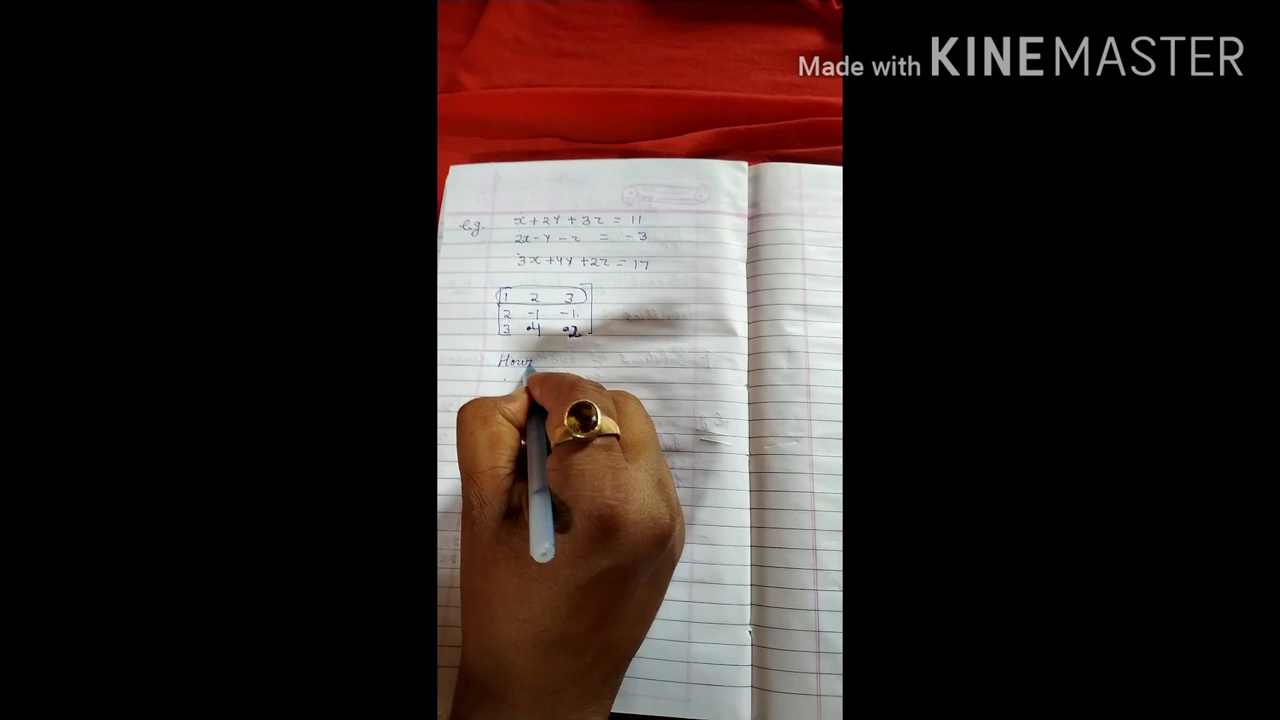 Made with KINEMASTER
e.g. x + 2y + 3z = 11
2x - y - z = -3
3x + 4y + 2z = 17
1 2 3
2 -1 -1
3 4 2
Hour